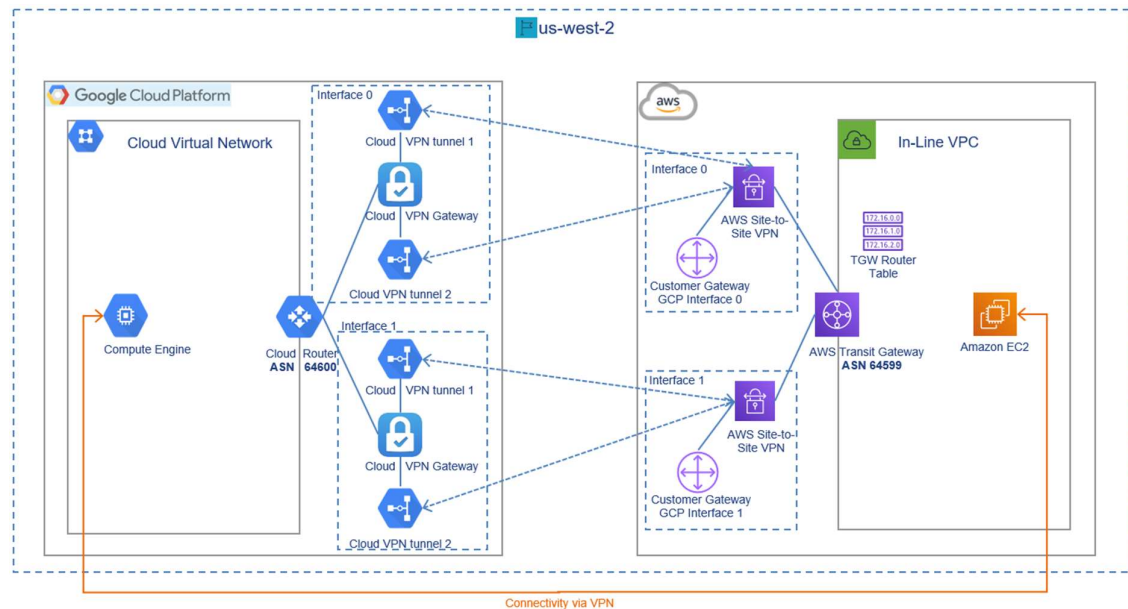 us-west-2
Google Cloud Platform
Cloud Virtual Network
Interface 0
Cloud VPN tunnel 1
Cloud VPN Gateway
Cloud VPN tunnel 2
Compute Engine
Cloud Router
ASN 64600
Interface 1
Cloud VPN tunnel 1
Cloud VPN Gateway
Cloud VPN tunnel 2
aws
Interface 0
AWS Site-to-
Site VPN
Customer Gateway
GCP Interface 0
Interface 1
AWS Site-to-
Site VPN
Customer Gateway
GCP Interface 1
In-Line VPC
172.16.0.0
172.16.1.0
172.16.2.0
TGW Router
Table
AWS Transit Gateway
ASN 64599
Amazon EC2
Connectivity via VPN